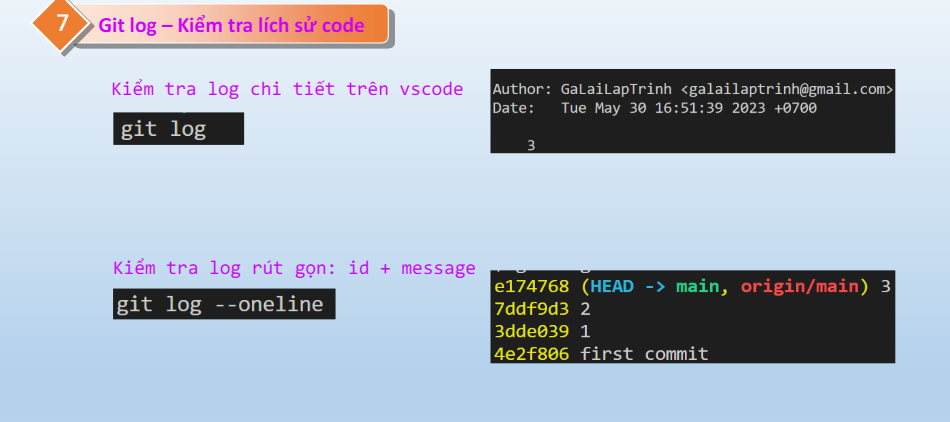 7
Git log – Kiểm tra lích sử code
Kiểm tra log chi tiết trên vscode
git log
Author: GaLaiLapTrinh <galailaptrinh@gmail.com>
Date: Tue May 30 16:51:39 2023 +0700
3
Kiểm tra log rút gọn: id + message
git log --oneline
e174768 (HEAD -> main, origin/main) 3
7ddf9d3 2
3dde039 1
4e2f806 first commit